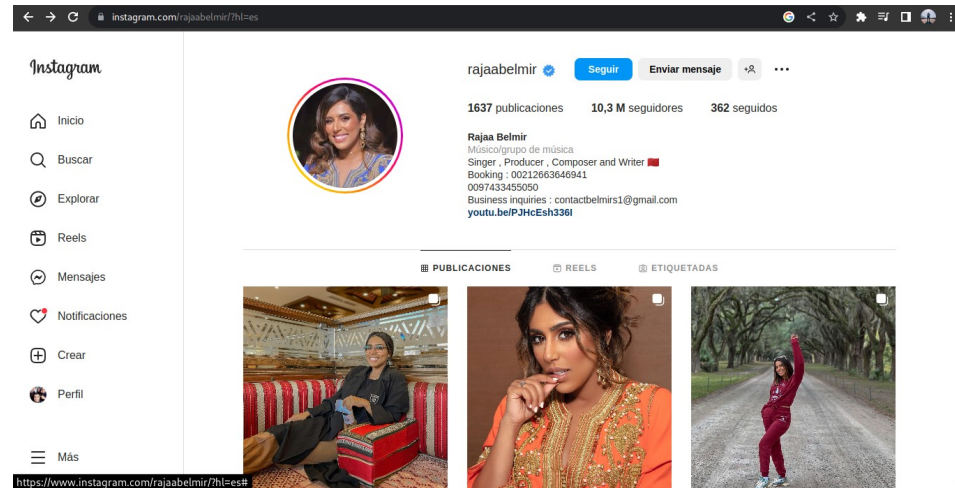 instagram.com/rajaabelmir/?hl=es
Instagram
Inicio
Buscar
Explorar
Reels
Mensajes
Notificaciones
Crear
Perfil
Más
rajaabelmir Seguir Enviar mensaje
1637 publicaciones 10,3 M seguidores 362 seguidos
Rajaa Belmir
Músico/grupo de música
Singer , Producer , Composer and Writer 🇲🇦
Booking : 00212663646941
0097433455050
Business inquiries : contactbelmirs1@gmail.com
youtu.be/PJHcEsh336I
PUBLICACIONES REELS ETIQUETADAS
https://www.instagram.com/rajaabelmir/?hl=es#